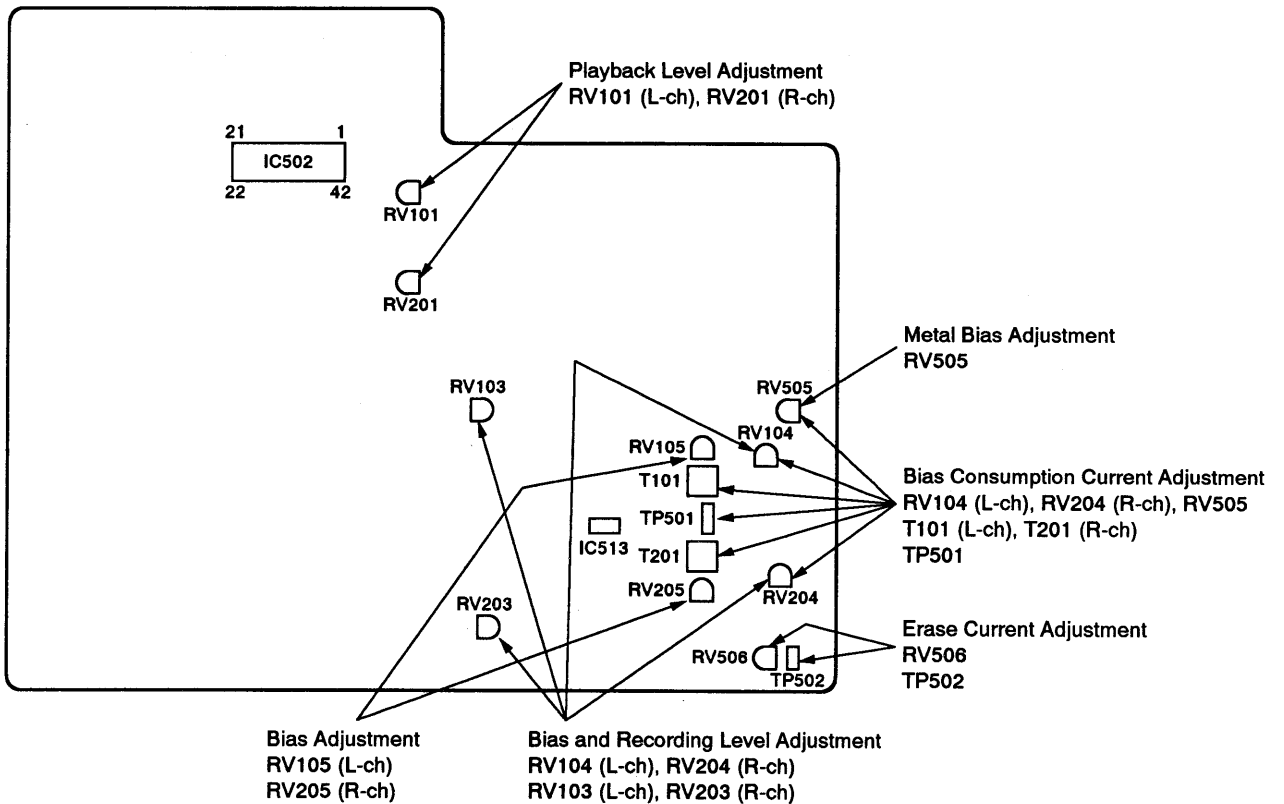 Playback Level Adjustment
RV101 (L-ch), RV201 (R-ch)
21 1
IC502
22 42
RV101
RV201
Metal Bias Adjustment
RV505
RV103
RV505
RV104
RV105
T101
TP501
IC513
T201
RV205
RV204
Bias Consumption Current Adjustment
RV104 (L-ch), RV204 (R-ch), RV505
T101 (L-ch), T201 (R-ch)
TP501
RV203
RV506
TP502
Erase Current Adjustment
RV506
TP502
Bias Adjustment
RV105 (L-ch)
RV205 (R-ch)
Bias and Recording Level Adjustment
RV104 (L-ch), RV204 (R-ch)
RV103 (L-ch), RV203 (R-ch)